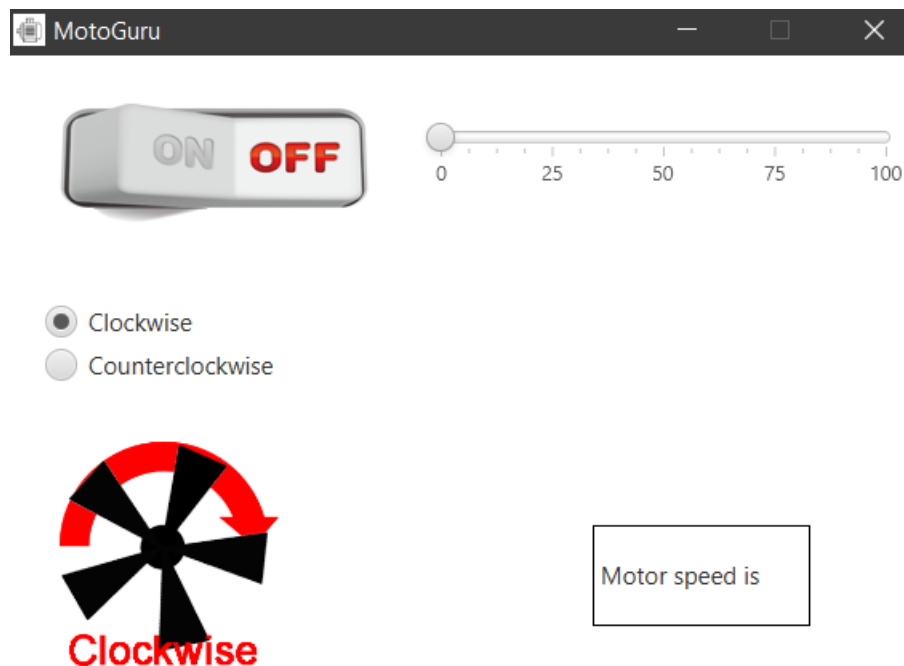 MotoGuru
ON OFF
0 25 50 75 100
Clockwise
Counterclockwise
Motor speed is
Clockwise